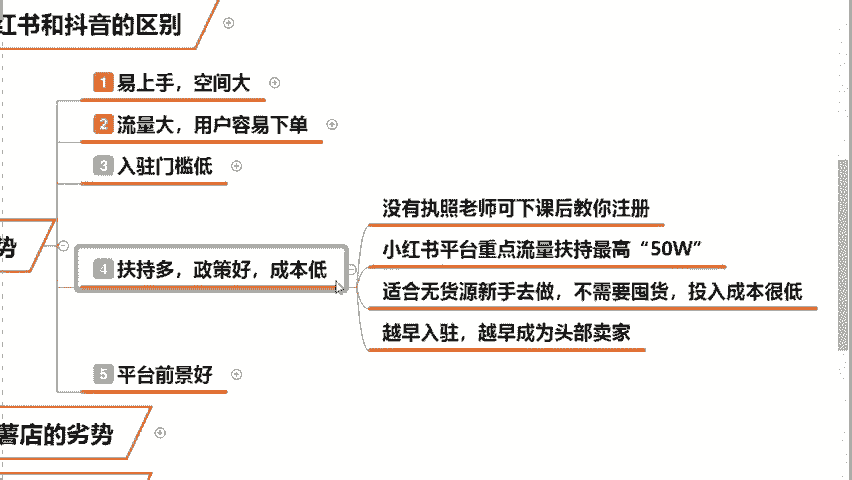 红书和抖音的区别
1 易上手，空间大
2 流量大，用户容易下单
3 入驻门槛低
没有执照老师可下课后教你注册
势
小红书平台重点流量扶持最高“50W”
4 扶持多，政策好，成本低
适合无货源新手去做，不需要囤货，投入成本很低
越早入驻，越早成为头部卖家
5 平台前景好
薯店的劣势